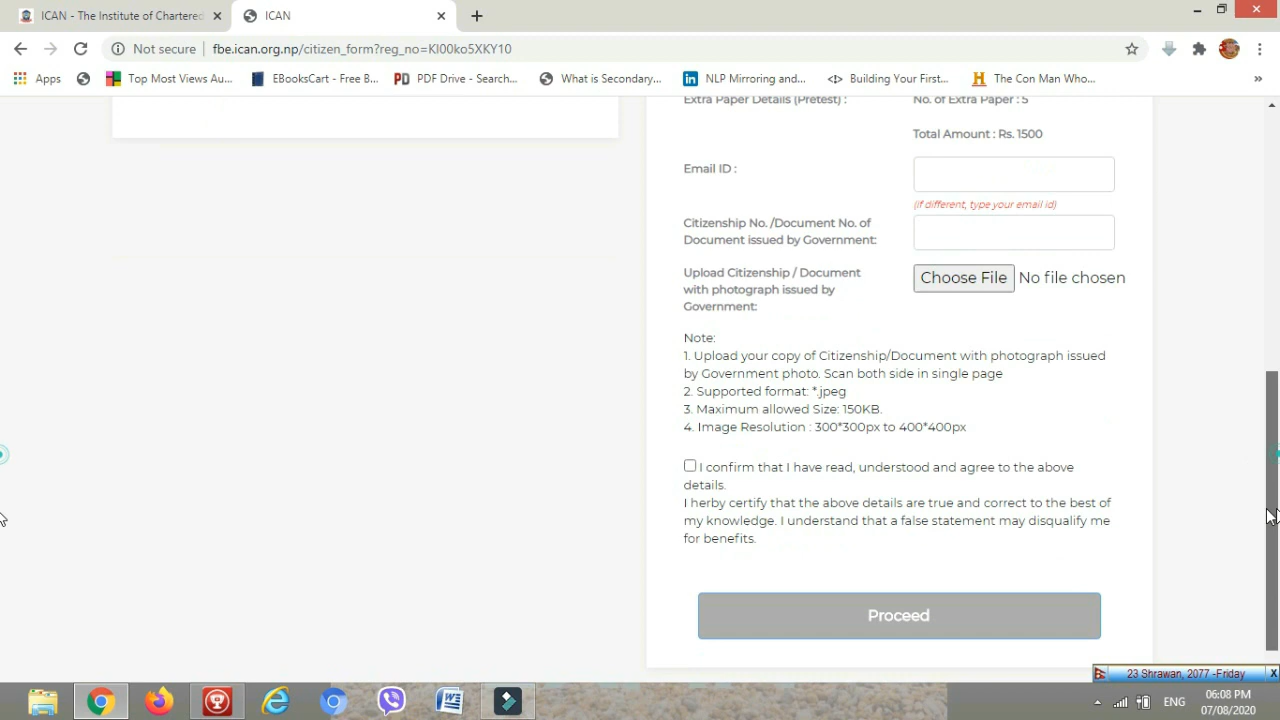 ICAN - The Institute of Chartered
ICAN
Not secure
fbe.ican.org.np/citizen_form?reg_no=KI00ko5XKY10
Apps
Top Most Views Au...
EBooksCart - Free B...
PDF Drive - Search...
What is Secondary...
NLP Mirroring and...
Building Your First...
The Con Man Who...
»
Extra Paper Details (Pretest) :
No. of Extra Paper : 5
Total Amount : Rs. 1500
Email ID :
(if different, type your email id)
Citizenship No. /Document No. of
Document issued by Government:
Upload Citizenship / Document
with photograph issued by
Government:
Choose File No file chosen
Note:
1. Upload your copy of Citizenship/Document with photograph issued
by Government photo. Scan both side in single page
2. Supported format: *.jpeg
3. Maximum allowed Size: 150KB.
4. Image Resolution : 300*300px to 400*400px
I confirm that I have read, understood and agree to the above
details.
I herby certify that the above details are true and correct to the best of
my knowledge. I understand that a false statement may disqualify me
for benefits.
Proceed
23 Shrawan, 2077 -Friday
ENG
06:08 PM
07/08/2020